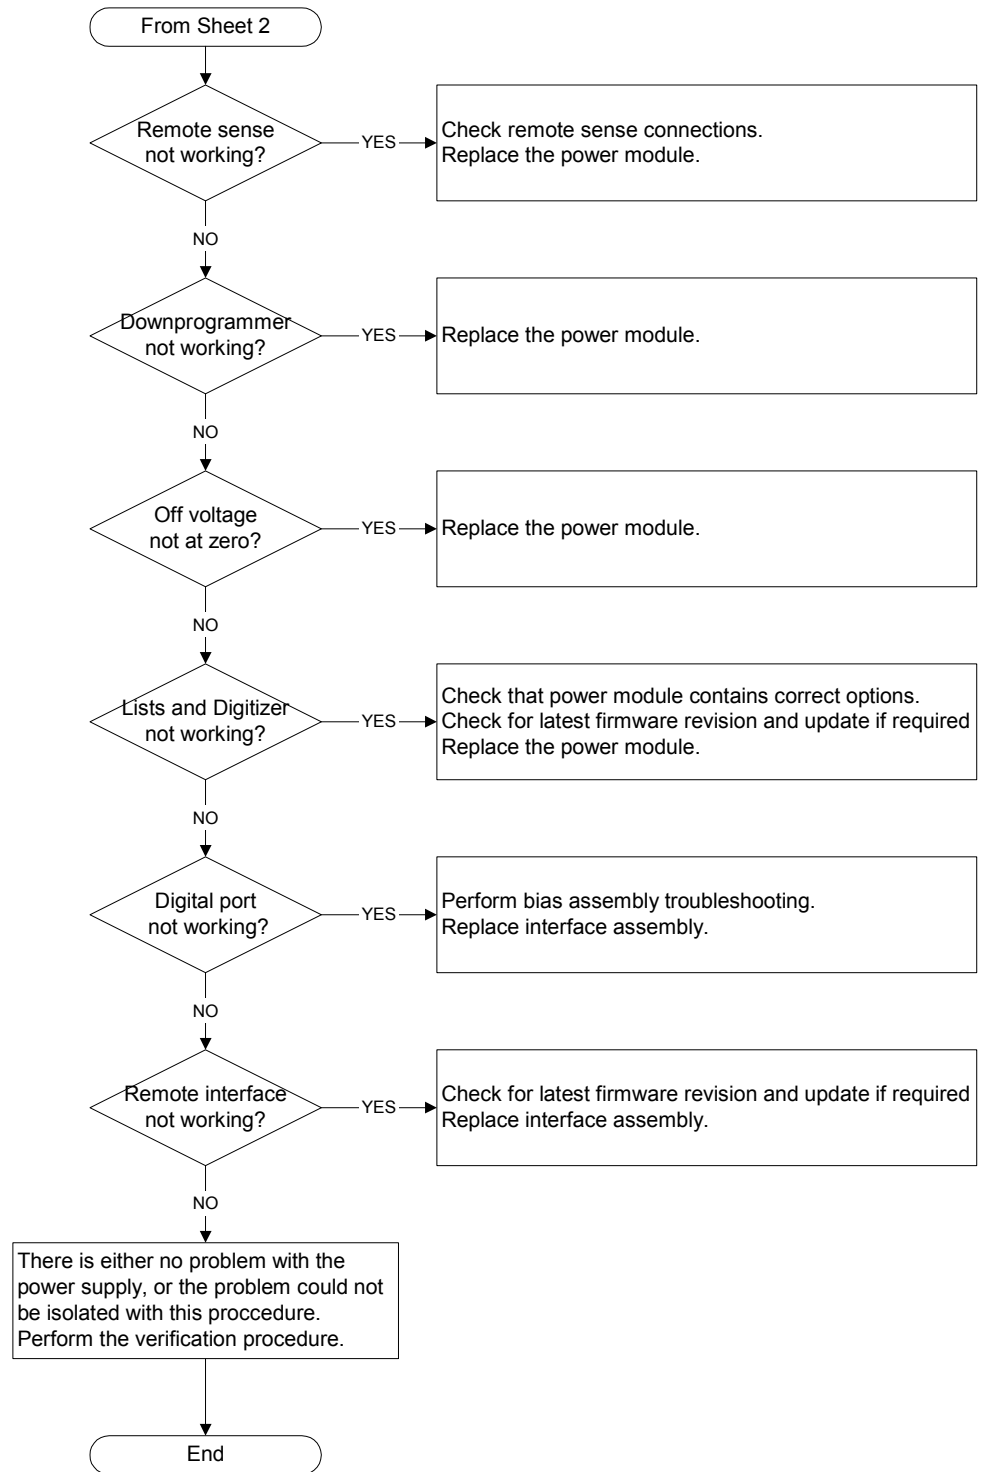 From Sheet 2
Remote sense
not working?
YES
Check remote sense connections.
Replace the power module.
NO
Downprogrammer
not working?
YES
Replace the power module.
NO
Off voltage
not at zero?
YES
Replace the power module.
NO
Lists and Digitizer
not working?
YES
Check that power module contains correct options.
Check for latest firmware revision and update if required
Replace the power module.
NO
Digital port
not working?
YES
Perform bias assembly troubleshooting.
Replace interface assembly.
NO
Remote interface
not working?
YES
Check for latest firmware revision and update if required
Replace interface assembly.
NO
There is either no problem with the
power supply, or the problem could not
be isolated with this proccedure.
Perform the verification procedure.
End